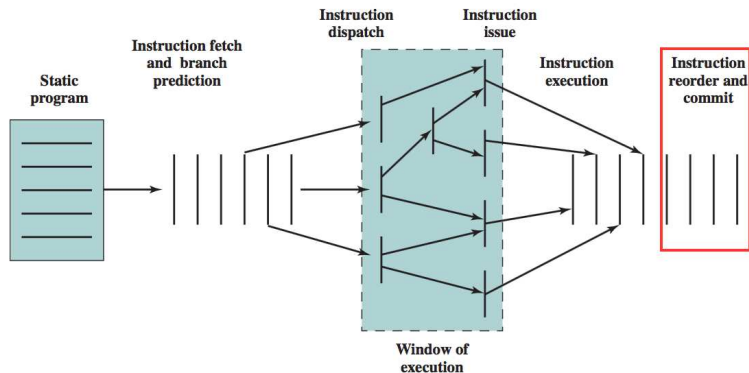 Static
program
Instruction fetch
and branch
prediction
Instruction
dispatch
Instruction
issue
Instruction
execution
Instruction
reorder and
commit
Window of
execution